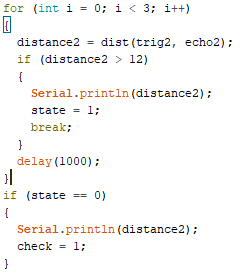 for (int i = 0; i < 3; i++)
{
  distance2 = dist(trig2, echo2);
  if (distance2 > 12)
  {
    Serial.println(distance2);
    state = 1;
    break;
  }
  delay(1000);
}
if (state == 0)
{
  Serial.println(distance2);
  check = 1;
}